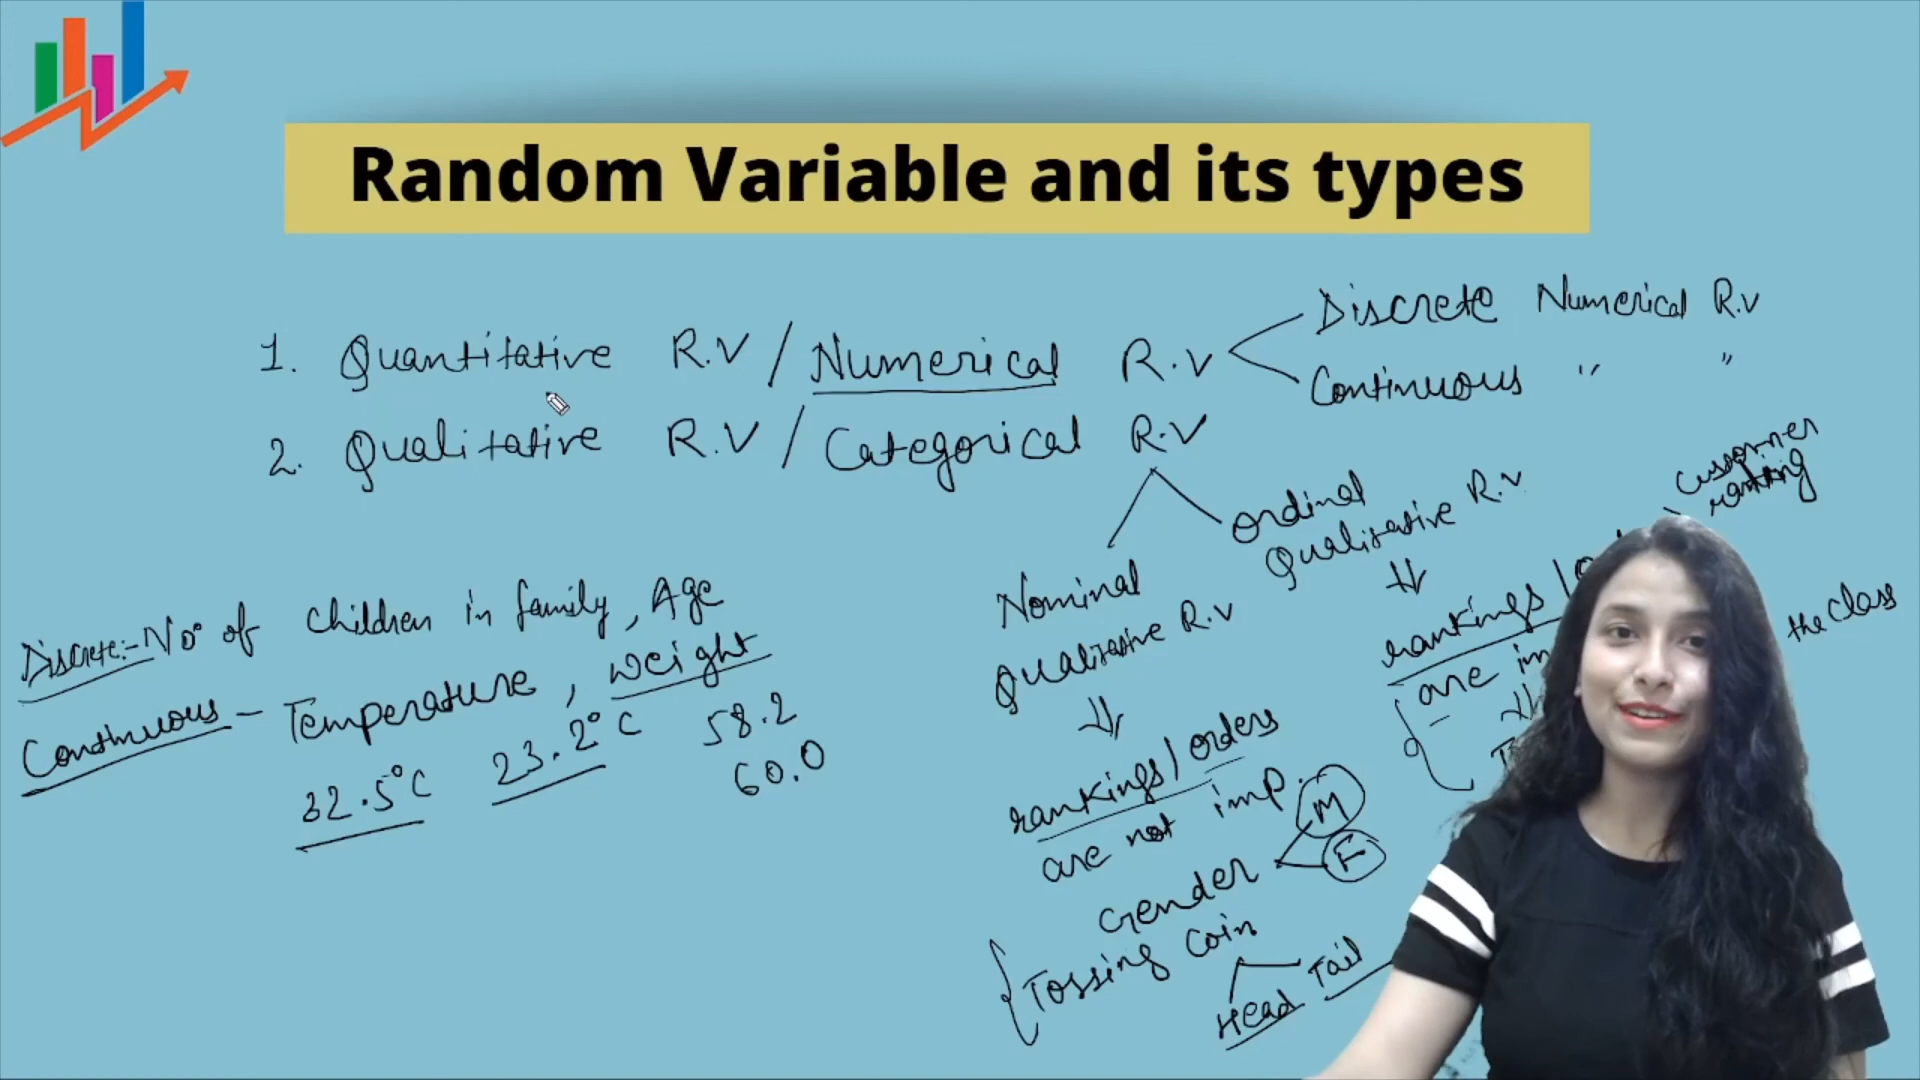 Random Variable and its types
1. Quantitative R.V / Numerical R.V
Discrete Numerical R.V
Continuous " "
2. Qualitative R.V / Categorical R.V
Nominal
Qualitative R.V
rankings / orders
are not imp.
Gender
M
F
Tossing Coin
Head Tail
ordinal
Qualitative R.V
rankings /
are
customer
the class
Discrete:- No of children in family, Age
Continuous - Temperature, weight
32.5°C 23.2°C 58.2
60.0